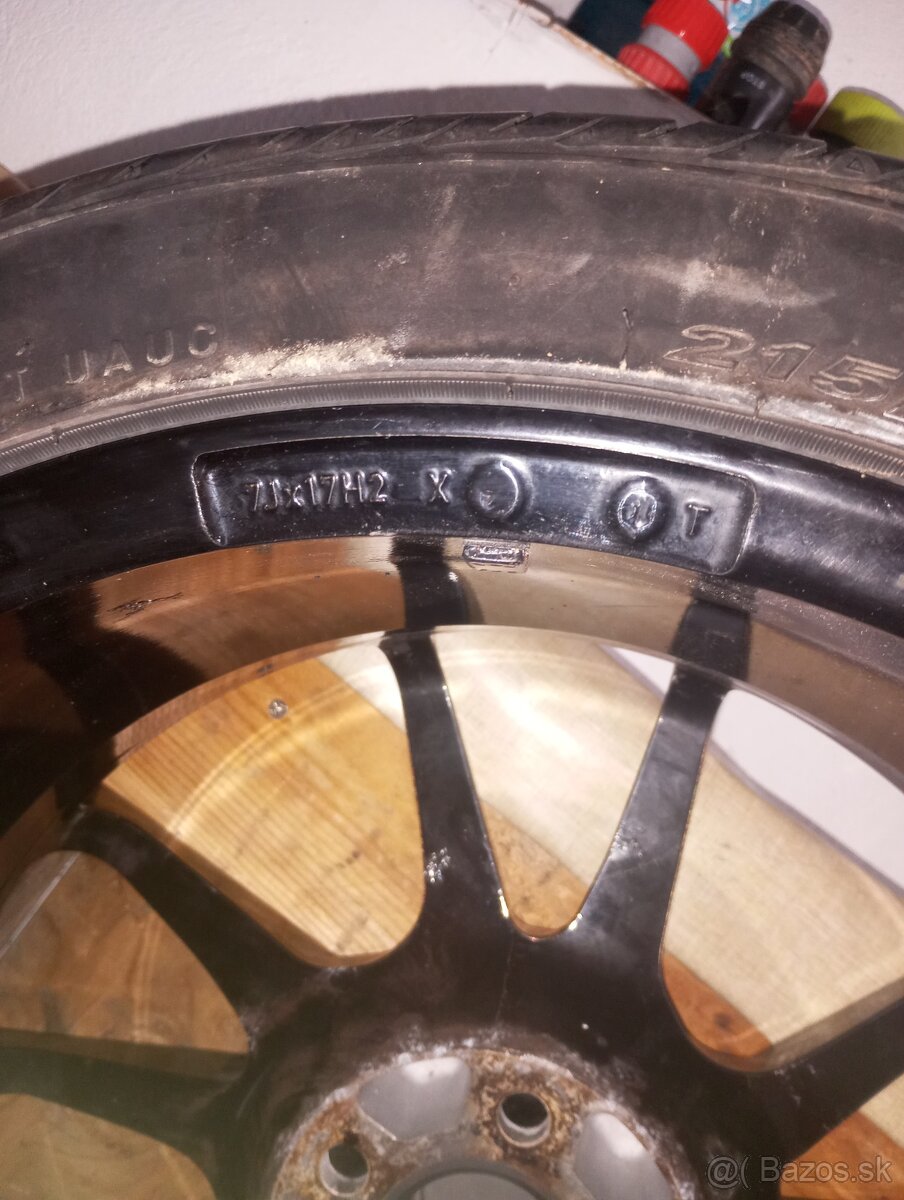 T UAUC
215
7Jx17H2 X T
@( Bazos.sk